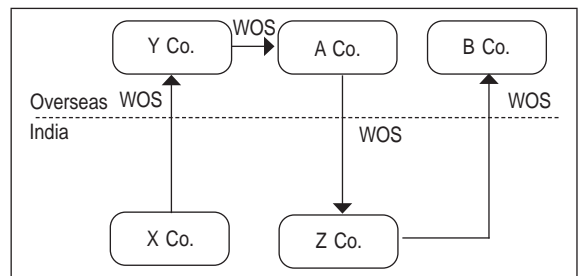 WOS
Y Co. A Co. B Co.
Overseas WOS WOS
India
WOS
X Co. Z Co.